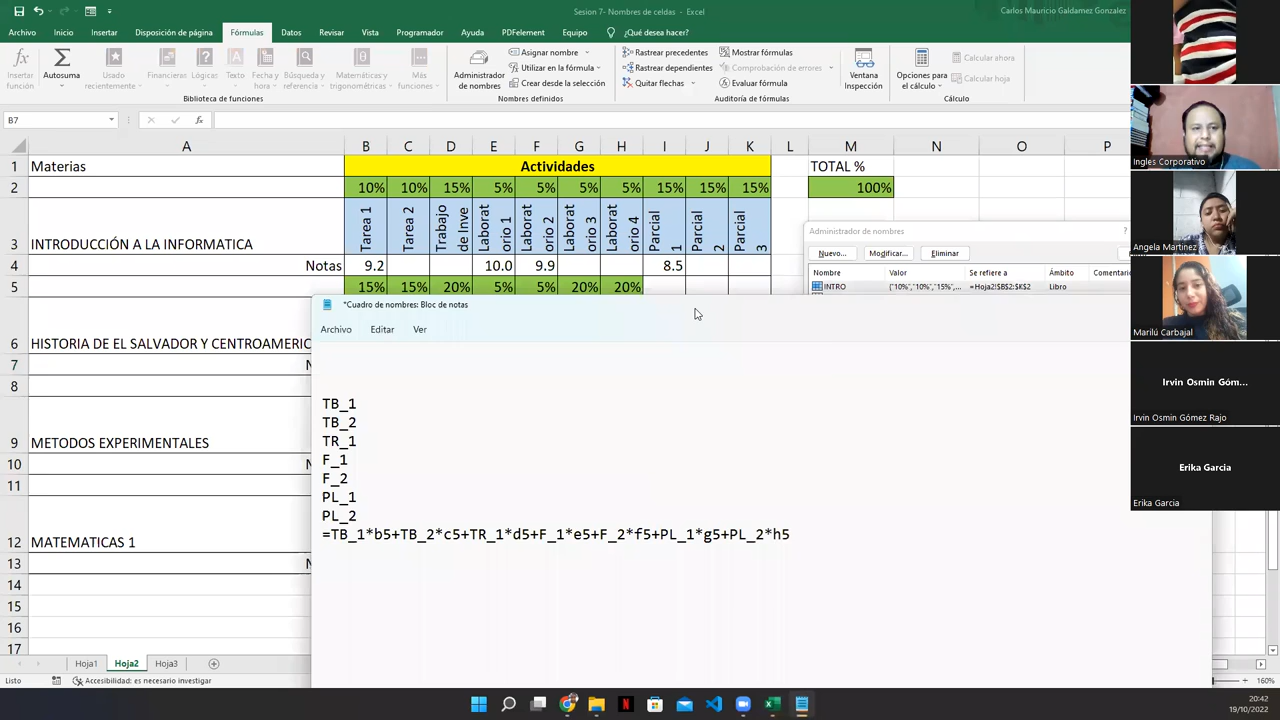 Sesion 7- Nombres de celdas - Excel
Carlos Mauricio Galdamez Gonzalez
Archivo Inicio Insertar Disposición de página Fórmulas Datos Revisar Vista Programador Ayuda PDFelement Equipo ¿Qué desea hacer?
Insertar función
Autosuma
Usado recientemente
Financieras
Lógicas
Texto
Fecha y hora
Búsqueda y referencia
Matemáticas y trigonométricas
Más funciones
Biblioteca de funciones
Administrador de nombres
Asignar nombre
Utilizar en la fórmula
Crear desde la selección
Nombres definidos
Rastrear precedentes
Rastrear dependientes
Quitar flechas
Mostrar fórmulas
Comprobación de errores
Evaluar fórmula
Auditoría de fórmulas
Ventana Inspección
Opciones para el cálculo
Calcular ahora
Calcular hoja
Cálculo
B7
fx
A B C D E F G H I J K L M N O P
1 Materias Actividades TOTAL %
2 10% 10% 15% 5% 5% 5% 5% 15% 15% 15% 100%
3 INTRODUCCIÓN A LA INFORMATICA Tarea 1 Tarea 2 Trabajo de Inve Laborat orio 1 Laborat orio 2 Laborat orio 3 Laborat orio 4 Parcial 1 Parcial 2 Parcial 3
4 Notas 9.2 10.0 9.9 8.5
5 15% 15% 20% 5% 5% 20% 20%
6 HISTORIA DE EL SALVADOR Y CENTROAMERIC
7 N
8
9 METODOS EXPERIMENTALES
10 N
11
12 MATEMATICAS 1
13 N
14
15
16
17
Administrador de nombres ?
Nuevo... Modificar... Eliminar
Nombre Valor Se refiere a Ámbito Comentario
INTRO {"10%","10%","15%",... =Hoja2!$B$2:$K$2 Libro
*Cuadro de nombres: Bloc de notas
Archivo Editar Ver
TB_1
TB_2
TR_1
F_1
F_2
PL_1
PL_2
=TB_1*b5+TB_2*c5+TR_1*d5+F_1*e5+F_2*f5+PL_1*g5+PL_2*h5
Ingles Corporativo
Angela Martinez
Marilú Carbajal
Irvin Osmin Góm...
Irvin Osmin Gómez Rajo
Erika Garcia
Erika Garcia
Hoja1 Hoja2 Hoja3
Listo
Accesibilidad: es necesario investigar
160%
20:42
19/10/2022